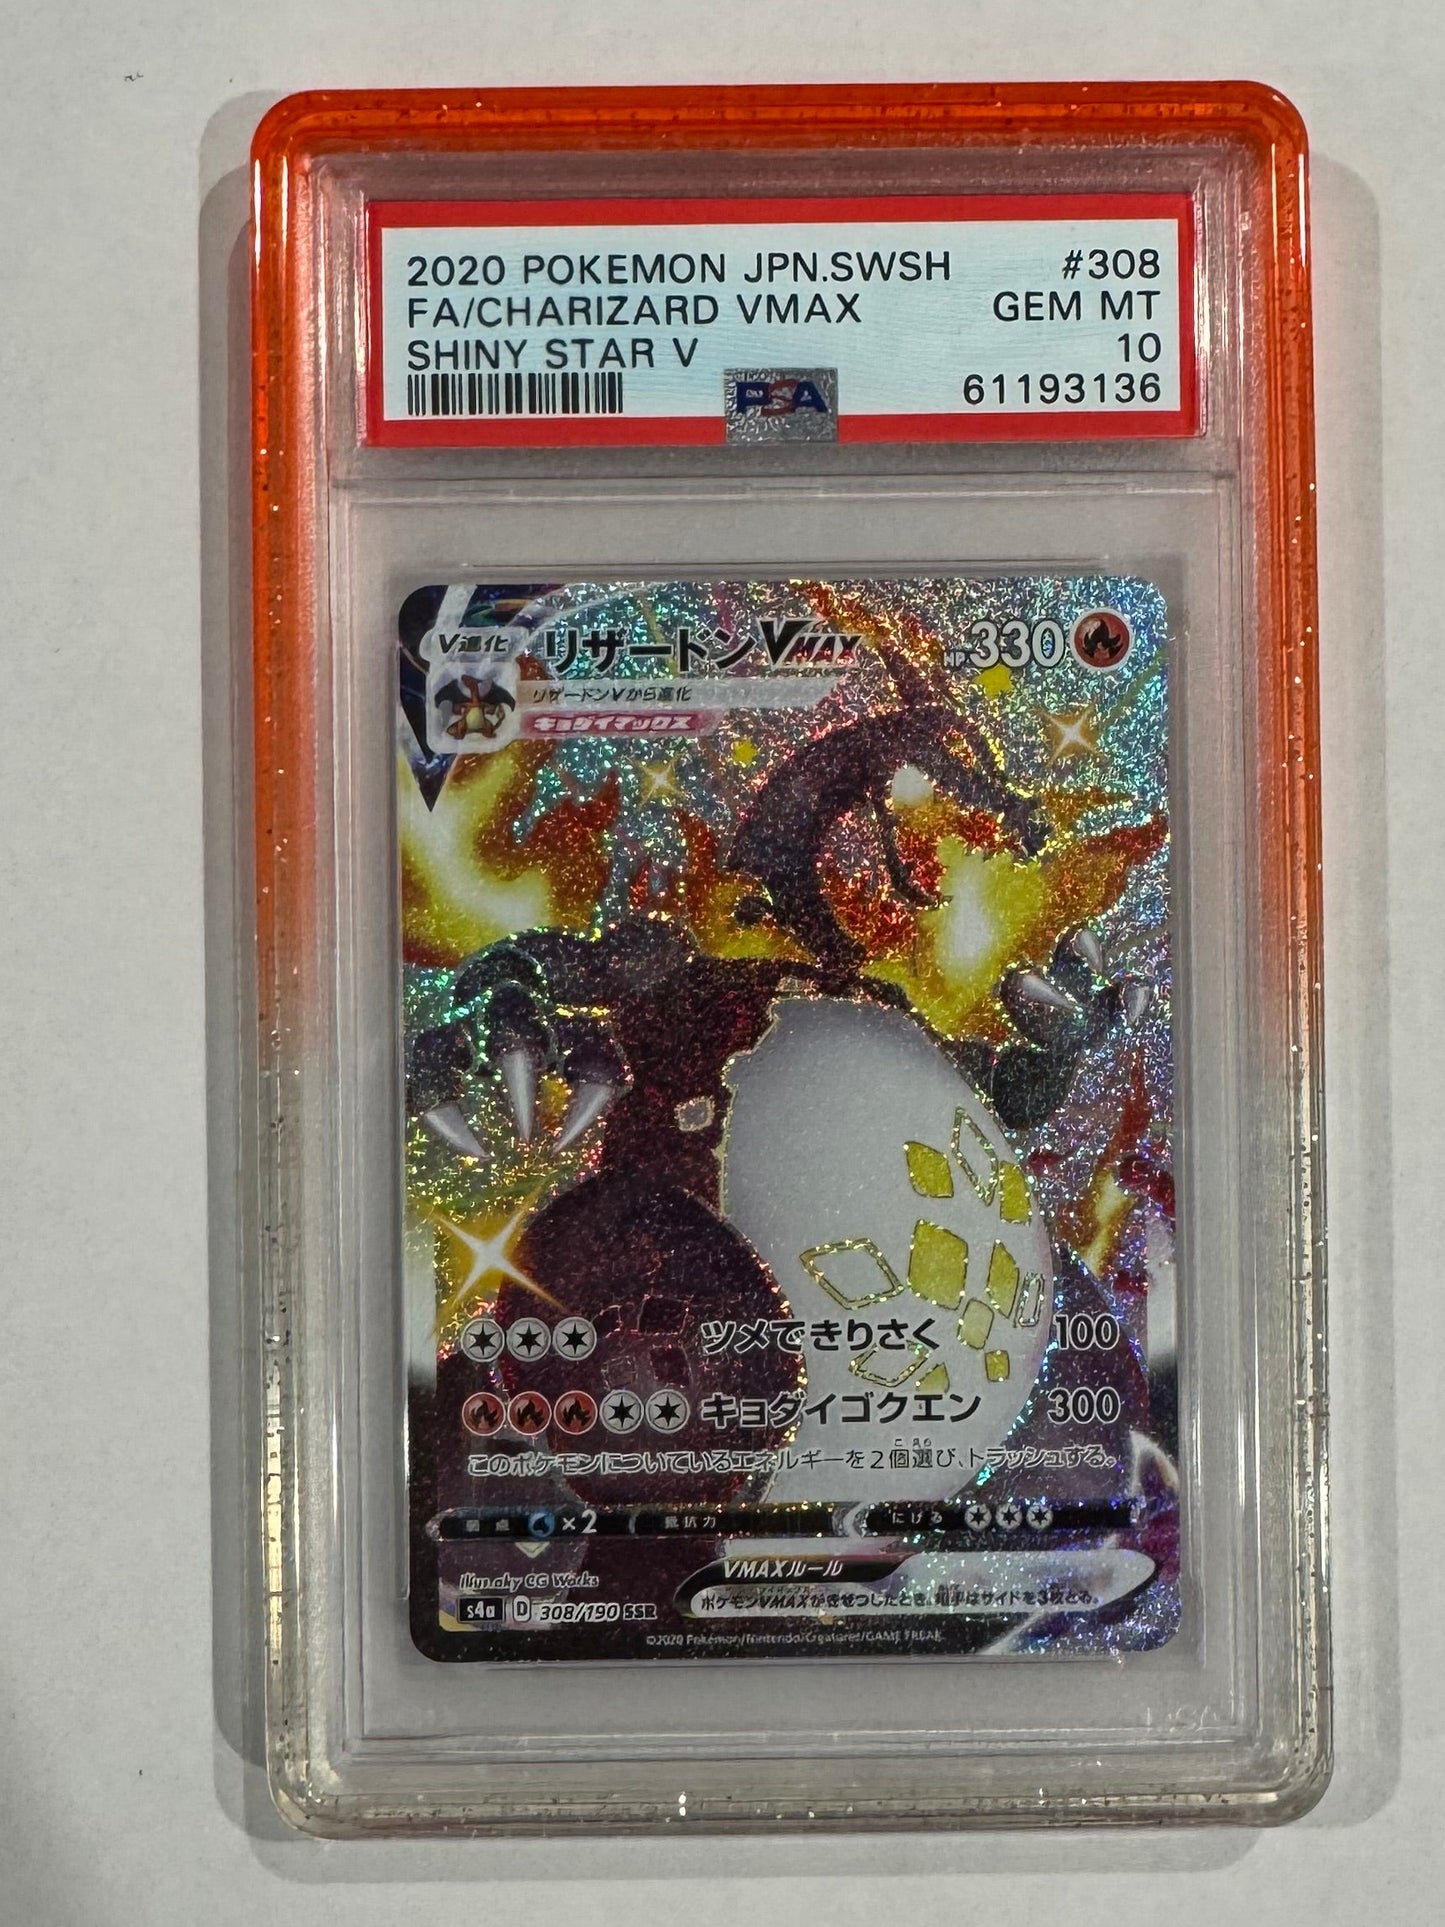 2020 POKEMON JPN.SWSH #308
FA/CHARIZARD VMAX GEM MT
SHINY STAR V 10
PSA 61193136
V進化 リザードンVMAX HP 330
リザードンVから進化
キョダイマックス
ツメできりさく 100
キョダイゴクエン 300
このポケモンについているエネルギーを2個選び、トラッシュする。
弱点 ×2 抵抗力 にげる
VMAXルール
ポケモンVMAXがきぜつしたとき、相手はサイドを3枚とる。
Illus. aky CG Works
s4a D 308/190 SSR
©2020 Pokémon/Nintendo/Creatures/GAME FREAK